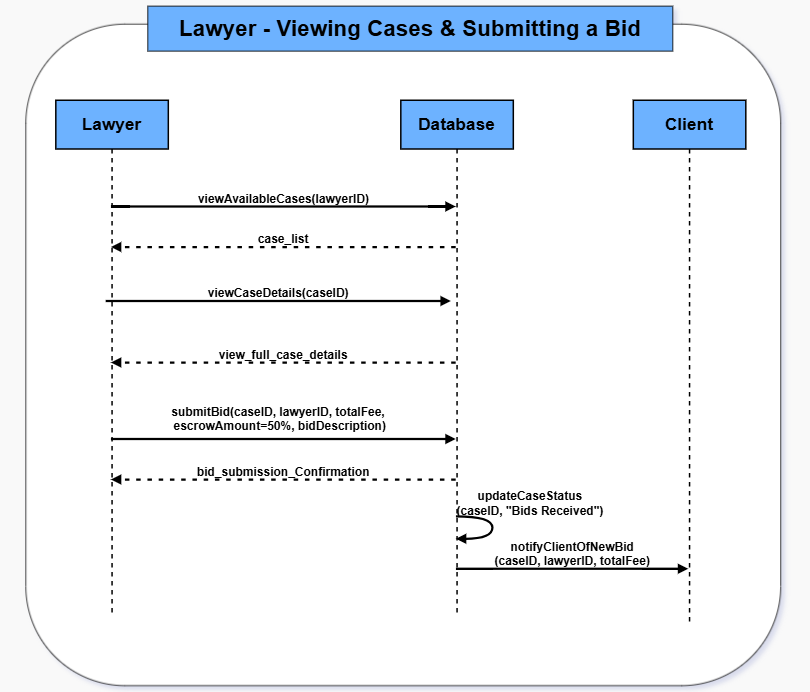 Lawyer - Viewing Cases & Submitting a Bid
Lawyer
Database
Client
viewAvailableCases(lawyerID)
case_list
viewCaseDetails(caseID)
view_full_case_details
submitBid(caseID, lawyerID, totalFee,
escrowAmount=50%, bidDescription)
bid_submission_Confirmation
updateCaseStatus
(caseID, "Bids Received")
notifyClientOfNewBid
(caseID, lawyerID, totalFee)